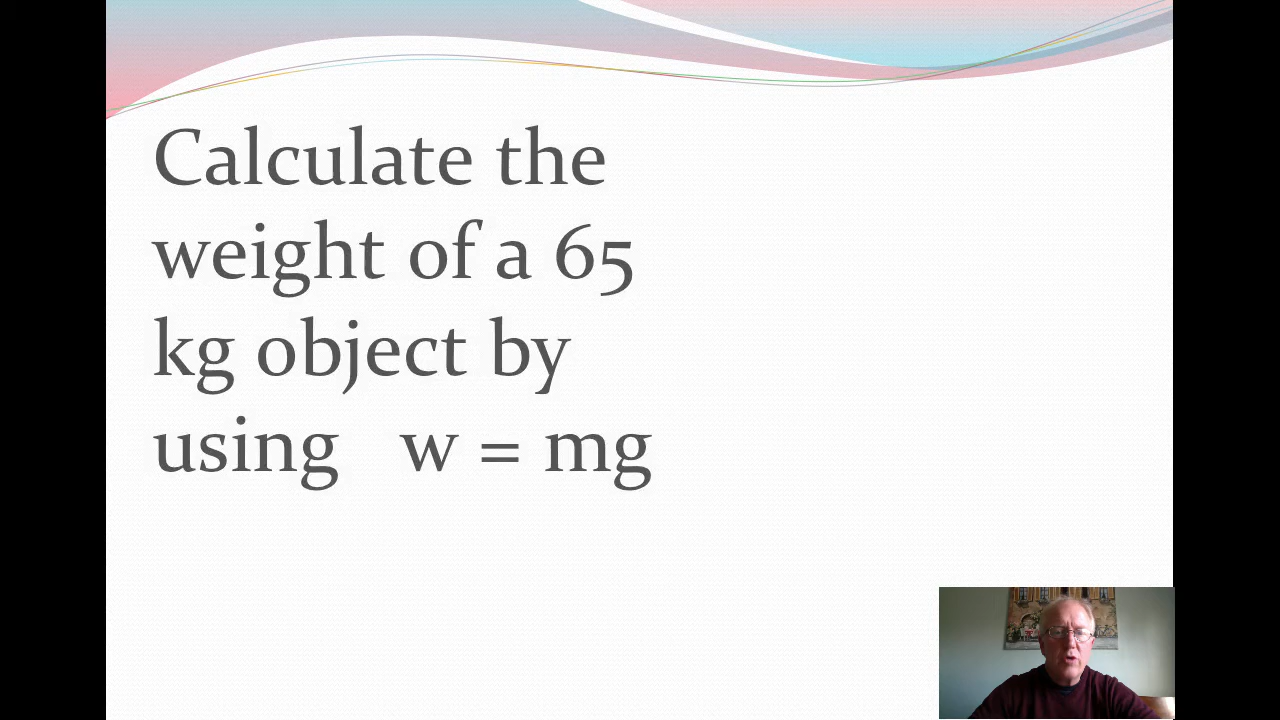 Calculate the
weight of a 65
kg object by
using w = mg